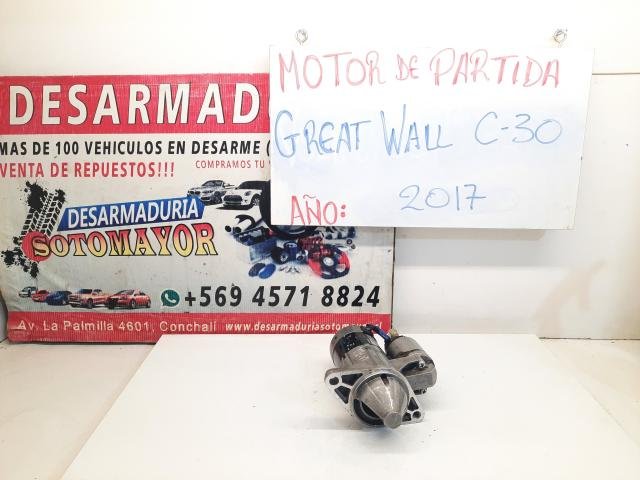 MOTOR DE PARTIDA
GREAT WALL C-30
AÑO: 2017
DESARMAD
MAS DE 100 VEHICULOS EN DESARME (
VENTA DE REPUESTOS!!!
COMPRAMOS TU
DESARMADURIA
SOTOMAYOR
+569 4571 8824
Av. La Palmilla 4601, Conchalí www.desarmaduriasotomay